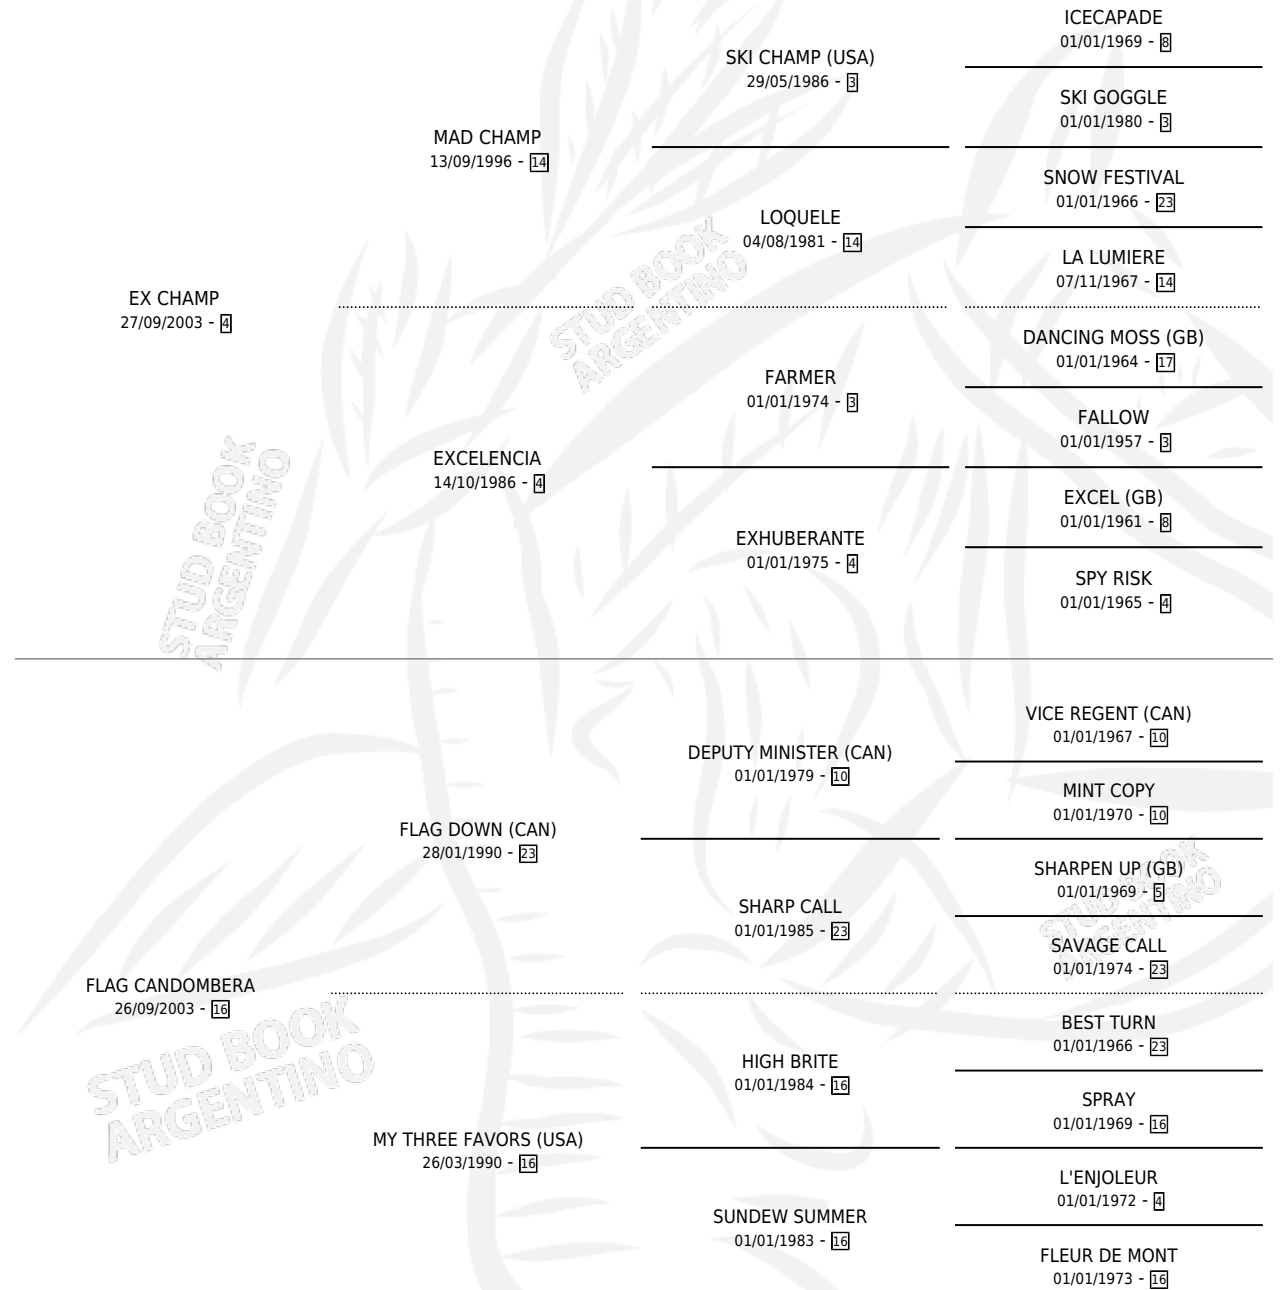 ICECAPADE
01/01/1969 - 8
SKI CHAMP (USA)
29/05/1986 - 3
SKI GOGGLE
01/01/1980 - 3
MAD CHAMP
13/09/1996 - 14
SNOW FESTIVAL
01/01/1966 - 23
LOQUELE
04/08/1981 - 14
LA LUMIERE
07/11/1967 - 14
EX CHAMP
27/09/2003 - 4
DANCING MOSS (GB)
01/01/1964 - 17
FARMER
01/01/1974 - 3
FALLOW
01/01/1957 - 3
EXCELENCIA
14/10/1986 - 4
EXCEL (GB)
01/01/1961 - 8
EXHUBERANTE
01/01/1975 - 4
SPY RISK
01/01/1965 - 4
STUD BOOK
ARGENTINO
STUD BOOK
ARGENTINO
VICE REGENT (CAN)
01/01/1967 - 10
DEPUTY MINISTER (CAN)
01/01/1979 - 10
MINT COPY
01/01/1970 - 10
FLAG DOWN (CAN)
28/01/1990 - 23
SHARPEN UP (GB)
01/01/1969 - 5
SHARP CALL
01/01/1985 - 23
SAVAGE CALL
01/01/1974 - 23
STUD BOOK
ARGENTINO
FLAG CANDOMBERA
26/09/2003 - 16
BEST TURN
01/01/1966 - 23
HIGH BRITE
01/01/1984 - 16
SPRAY
01/01/1969 - 16
MY THREE FAVORS (USA)
26/03/1990 - 16
L'ENJOLEUR
01/01/1972 - 4
SUNDEW SUMMER
01/01/1983 - 16
FLEUR DE MONT
01/01/1973 - 16
STUD BOOK
ARGENTINO